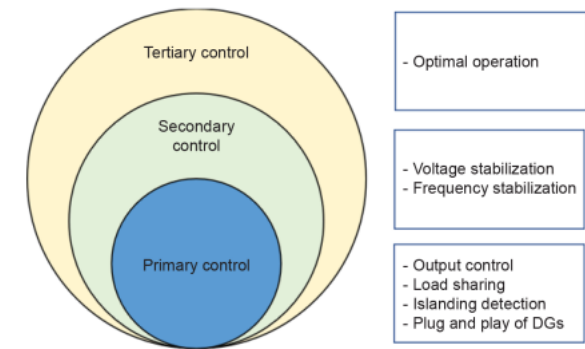 Tertiary control
- Optimal operation
Secondary
control
- Voltage stabilization
- Frequency stabilization
Primary control
- Output control
- Load sharing
- Islanding detection
- Plug and play of DGs